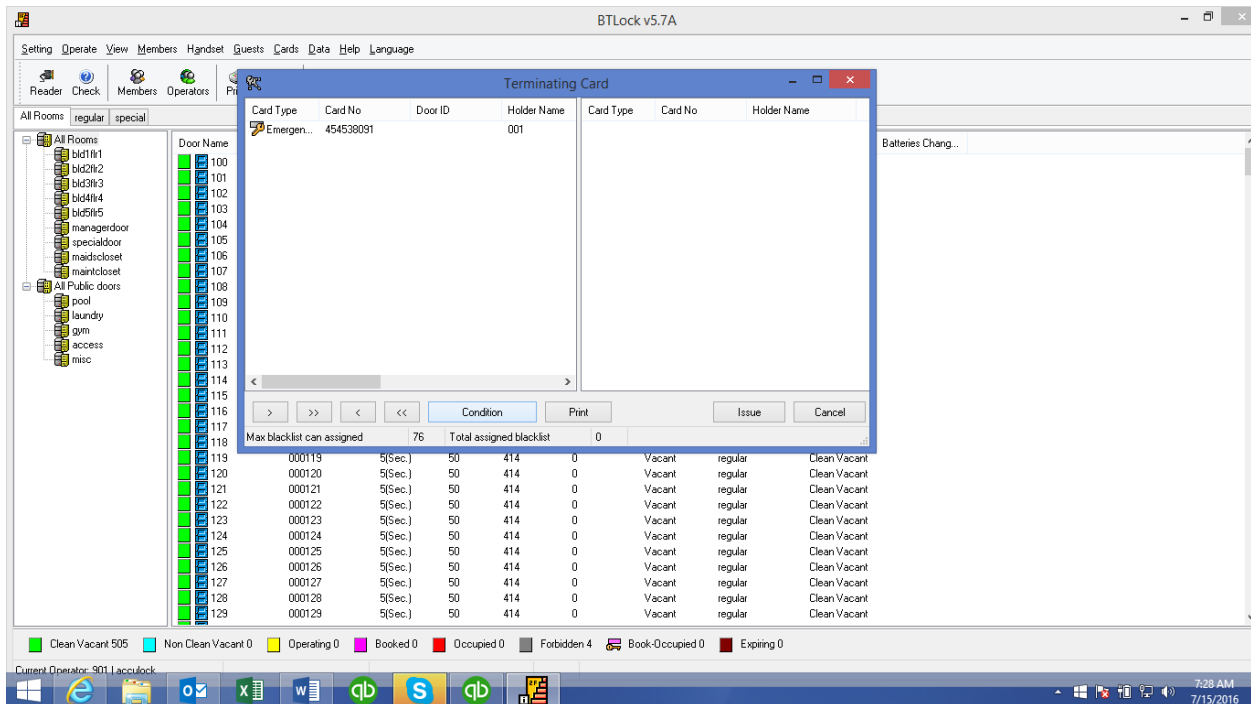 BTLock v5.7A
Setting Operate View Members Handset Guests Cards Data Help Language
Reader Check Members Operators
All Rooms regular special
All Rooms
bld1flr1
bld2flr2
bld3flr3
bld4flr4
bld5flr5
managerdoor
specialdoor
maidscloset
maintcloset
All Public doors
pool
laundry
gym
access
misc
Door Name Batteries Chang...
100
101
102
103
104
105
106
107
108
109
110
111
112
113
114
115
116
117
118
Terminating Card
Card Type Card No Door ID Holder Name Card Type Card No Holder Name
Emergen... 454538091 001
> >> < << Condition Print Issue Cancel
Max blacklist can assigned 76 Total assigned blacklist 0
119 000119 5(Sec.) 50 414 0 Vacant regular Clean Vacant
120 000120 5(Sec.) 50 414 0 Vacant regular Clean Vacant
121 000121 5(Sec.) 50 414 0 Vacant regular Clean Vacant
122 000122 5(Sec.) 50 414 0 Vacant regular Clean Vacant
123 000123 5(Sec.) 50 414 0 Vacant regular Clean Vacant
124 000124 5(Sec.) 50 414 0 Vacant regular Clean Vacant
125 000125 5(Sec.) 50 414 0 Vacant regular Clean Vacant
126 000126 5(Sec.) 50 414 0 Vacant regular Clean Vacant
127 000127 5(Sec.) 50 414 0 Vacant regular Clean Vacant
128 000128 5(Sec.) 50 414 0 Vacant regular Clean Vacant
129 000129 5(Sec.) 50 414 0 Vacant regular Clean Vacant
Clean Vacant 505 Non Clean Vacant 0 Operating 0 Booked 0 Occupied 0 Forbidden 4 Book-Occupied 0 Expiring 0
Current Operator: 901 | acculock
7:28 AM
7/15/2016